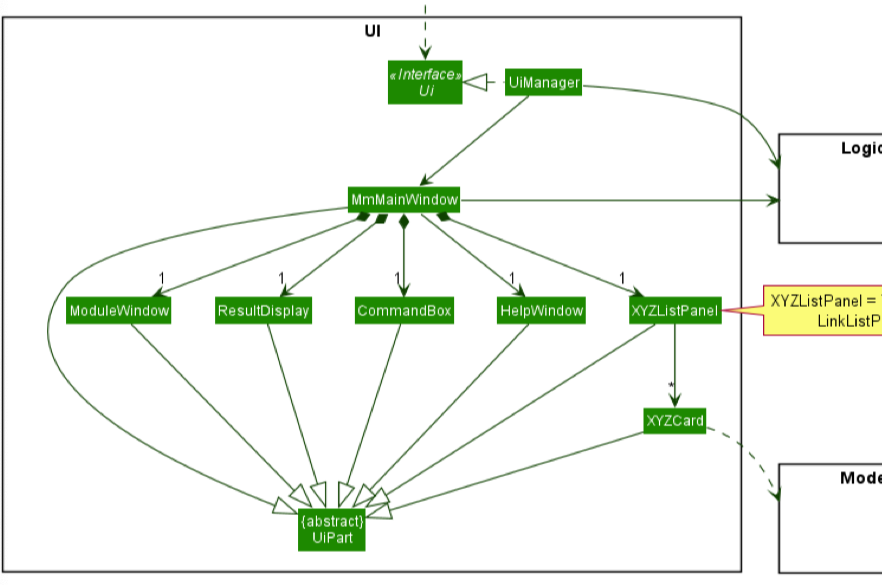 UI
«Interface»
Ui
UiManager
Logic
MmMainWindow
1
1
1
1
1
ModuleWindow
ResultDisplay
CommandBox
HelpWindow
XYZListPanel
XYZListPanel =
LinkListP
*
XYZCard
Mode
{abstract}
UiPart